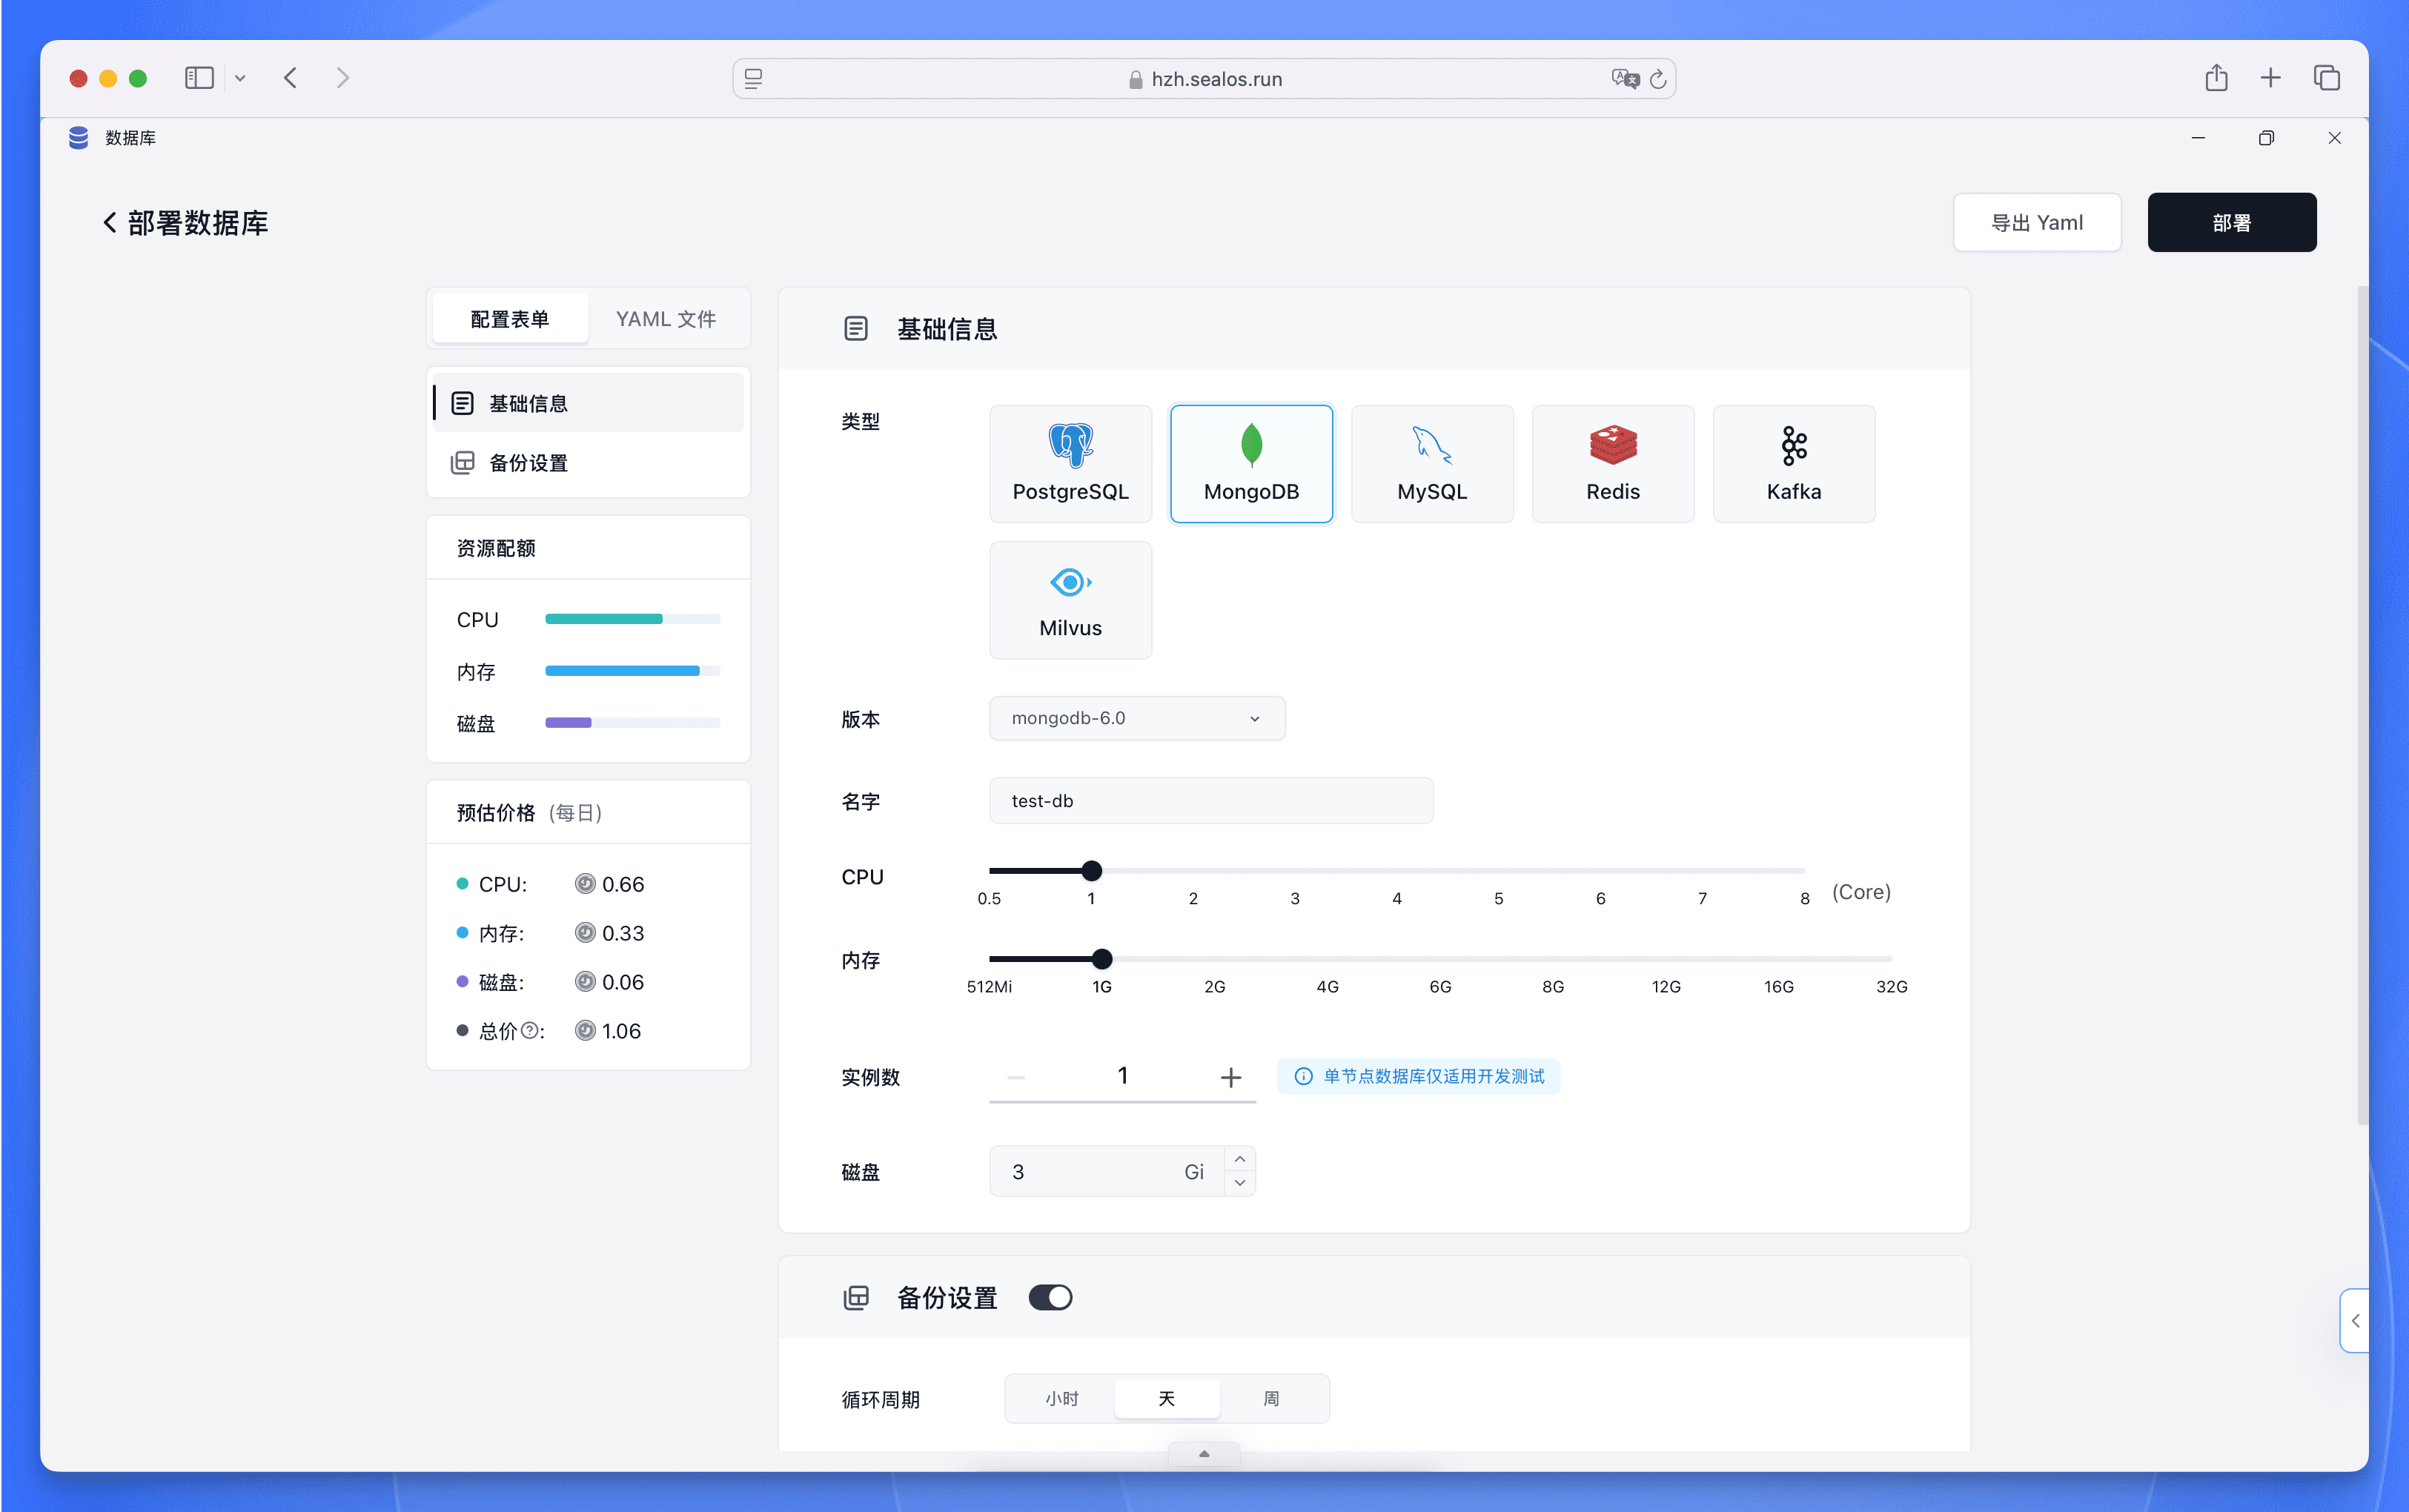 hzh.sealos.run
数据库
部署数据库
导出 Yaml
部署
配置表单
YAML 文件
基础信息
备份设置
资源配额
CPU
内存
磁盘
预估价格 (每日)
CPU: 0.66
内存: 0.33
磁盘: 0.06
总价?: 1.06
基础信息
类型
PostgreSQL
MongoDB
MySQL
Redis
Kafka
Milvus
版本
mongodb-6.0
名字
test-db
CPU
0.5 1 2 3 4 5 6 7 8 (Core)
内存
512Mi 1G 2G 4G 6G 8G 12G 16G 32G
实例数
1
单节点数据库仅适用开发测试
磁盘
3 Gi
备份设置
循环周期
小时 天 周